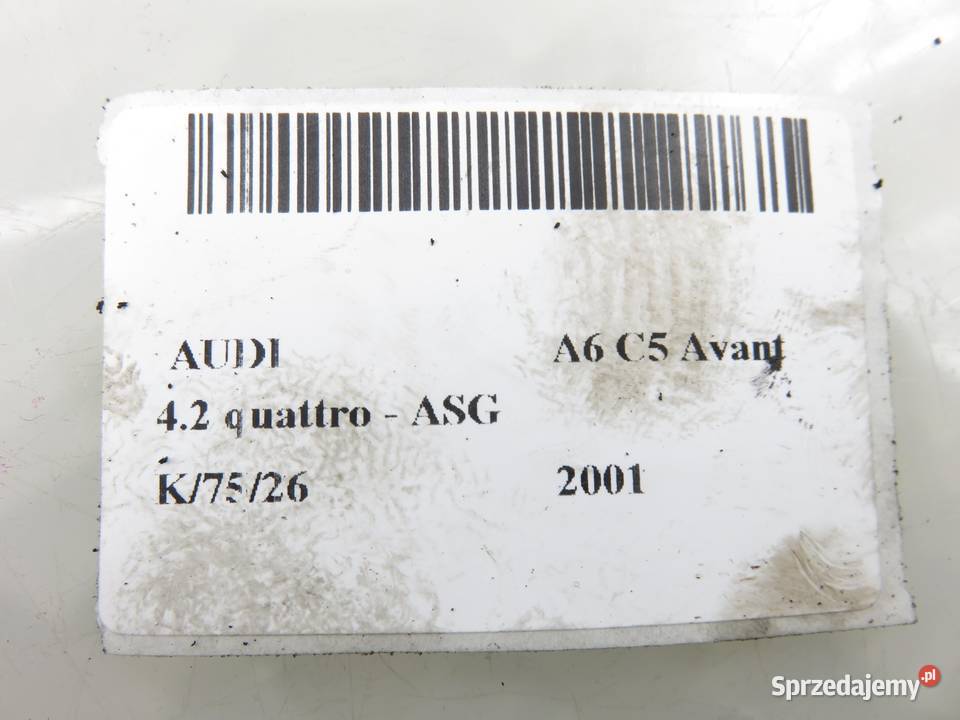 AUDI A6 C5 Avant
4.2 quattro - ASG
K/75/26 2001
Sprzedajemy.pl